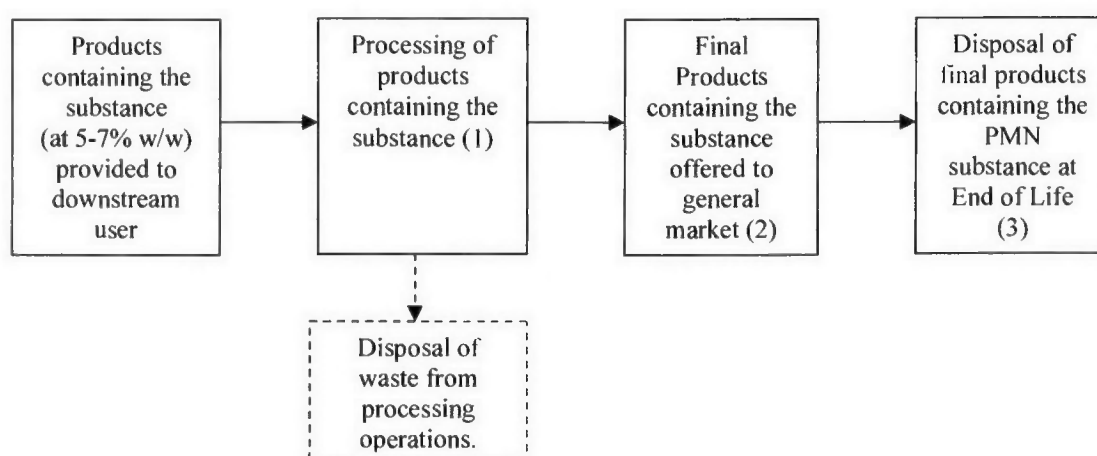 Products
containing the
substance
(at 5-7% w/w)
provided to
downstream
user
Processing of
products
containing the
substance (1)
Final
Products
containing the
substance
offered to
general
market (2)
Disposal of
final products
containing the
PMN
substance at
End of Life
(3)
Disposal of
waste from
processing
operations.